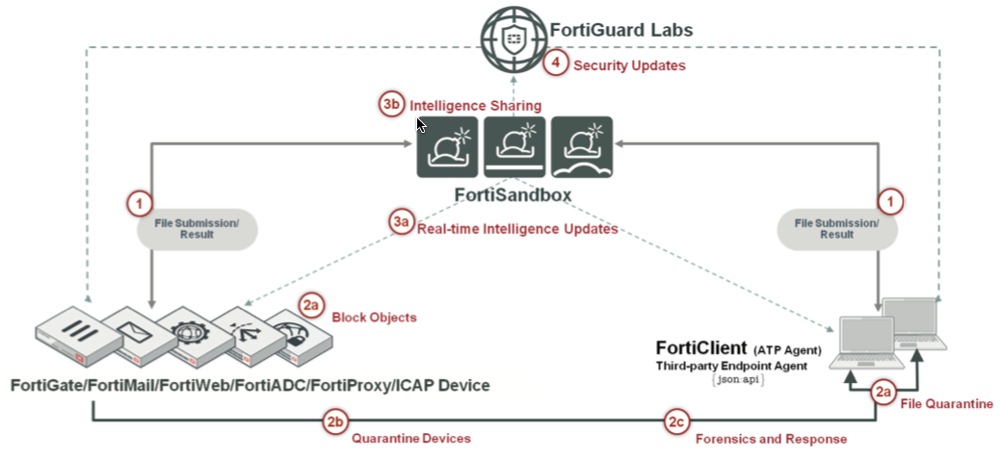 FortiGuard Labs
4 Security Updates
3b Intelligence Sharing
FortiSandbox
1
File Submission/
Result
1
File Submission/
Result
3a Real-time Intelligence Updates
2a Block Objects
FortiClient (ATP Agent)
Third-party Endpoint Agent
{json:api}
FortiGate/FortiMail/FortiWeb/FortiADC/FortiProxy/ICAP Device
2a File Quarantine
2b Quarantine Devices
2c Forensics and Response